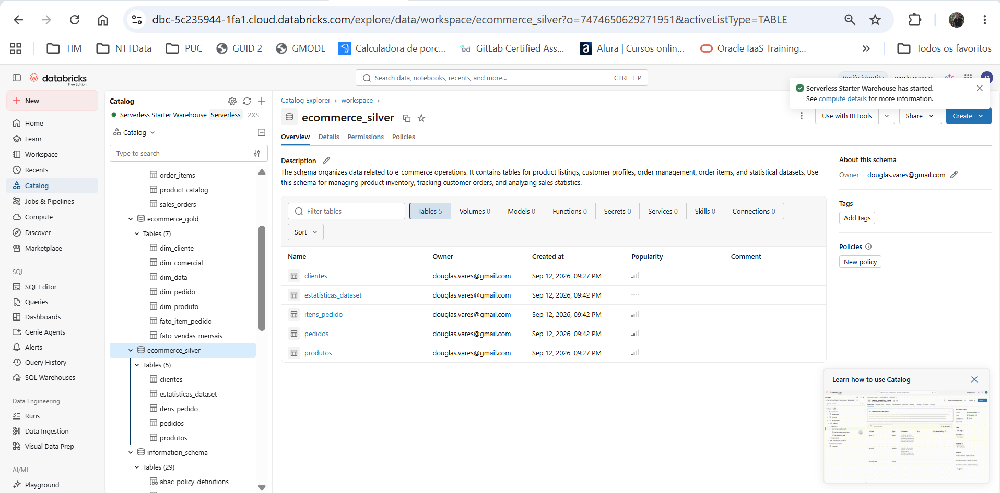 dbc-5c235944-1fa1.cloud.databricks.com/explore/data/workspace/ecommerce_silver?o=7474650629271951&activeListType=TABLE
TIM NTTData PUC GUID 2 GMODE Calculadora de porc... GitLab Certified Ass... Alura | Cursos onlin... Oracle IaaS Training... Todos os favoritos
databricks
Free Edition
Search data, notebooks, recents, and more... CTRL + P
Verify identity workspace
Serverless Starter Warehouse has started.
See compute details for more information.
New
Home
Learn
Workspace
Recents
Catalog
Jobs & Pipelines
Compute
Discover
Marketplace
SQL
SQL Editor
Queries
Dashboards
Genie Agents
Alerts
Query History
SQL Warehouses
Data Engineering
Runs
Data Ingestion
Visual Data Prep
AI/ML
Playground
Catalog
Serverless Starter Warehouse Serverless 2XS
Catalog
Type to search
order_items
product_catalog
sales_orders
ecommerce_gold
Tables (7)
dim_cliente
dim_comercial
dim_data
dim_pedido
dim_produto
fato_item_pedido
fato_vendas_mensais
ecommerce_silver
Tables (5)
clientes
estatisticas_dataset
itens_pedido
pedidos
produtos
information_schema
Tables (29)
abac_policy_definitions
Catalog Explorer › workspace ›
ecommerce_silver
Use with BI tools Share Create
Overview Details Permissions Policies
Description
The schema organizes data related to e-commerce operations. It contains tables for product listings, customer profiles, order management, order items, and statistical datasets. Use
this schema for managing product inventory, tracking customer orders, and analyzing sales statistics.
Filter tables Tables 5 Volumes 0 Models 0 Functions 0 Secrets 0 Services 0 Skills 0 Connections 0
Sort
Name Owner Created at Popularity Comment
clientes douglas.vares@gmail.com Sep 12, 2026, 09:27 PM
estatisticas_dataset douglas.vares@gmail.com Sep 12, 2026, 09:42 PM
itens_pedido douglas.vares@gmail.com Sep 12, 2026, 09:42 PM
pedidos douglas.vares@gmail.com Sep 12, 2026, 09:42 PM
produtos douglas.vares@gmail.com Sep 12, 2026, 09:27 PM
About this schema
Owner douglas.vares@gmail.com
Tags
Add tags
Policies
New policy
Learn how to use Catalog